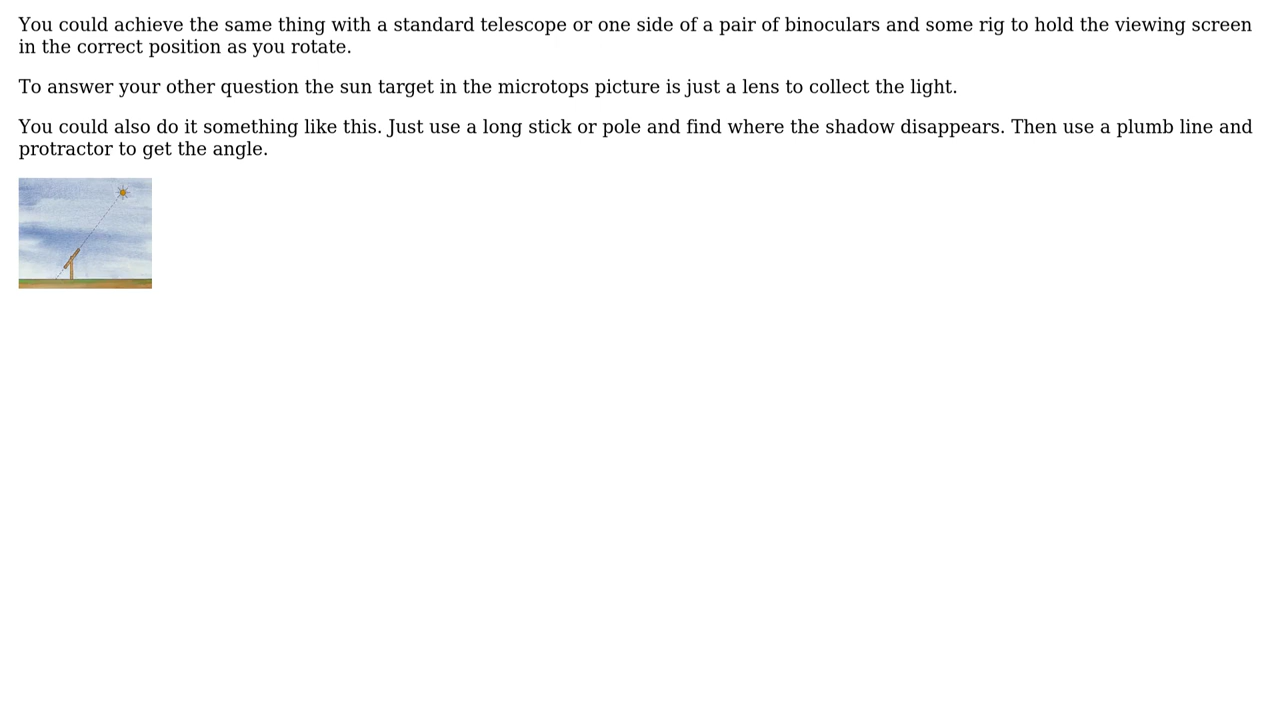 You could achieve the same thing with a standard telescope or one side of a pair of binoculars and some rig to hold the viewing screen
in the correct position as you rotate.
To answer your other question the sun target in the microtops picture is just a lens to collect the light.
You could also do it something like this. Just use a long stick or pole and find where the shadow disappears. Then use a plumb line and
protractor to get the angle.